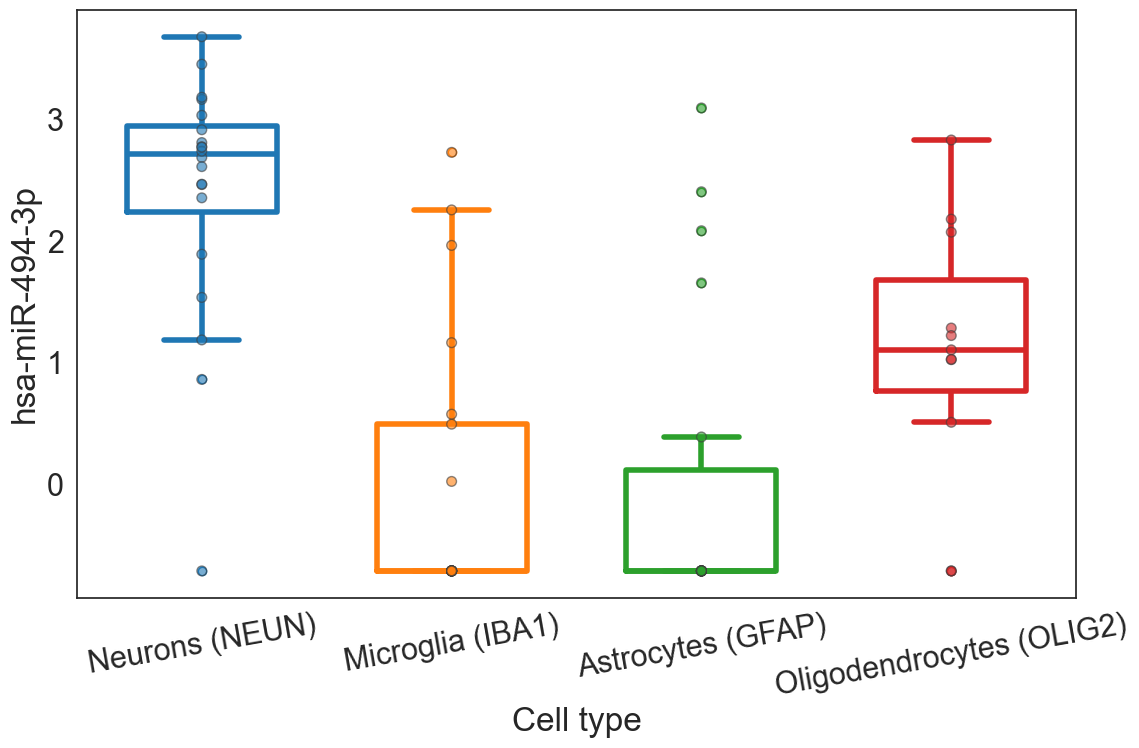 hsa-miR-494-3p
3
2
1
0
Neurons (NEUN)
Microglia (IBA1)
Astrocytes (GFAP)
Oligodendrocytes (OLIG2)
Cell type